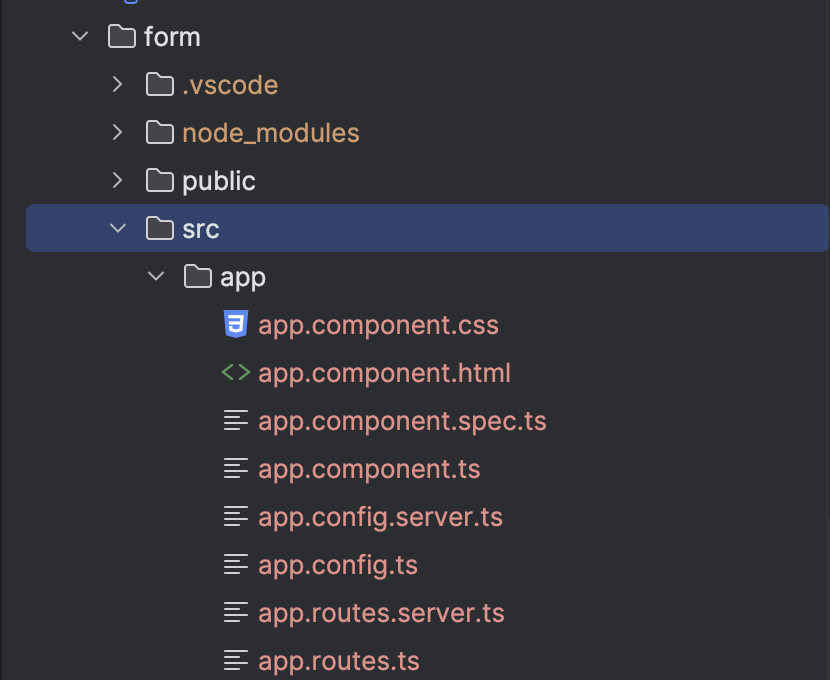 form
.vscode
node_modules
public
src
app
app.component.css
app.component.html
app.component.spec.ts
app.component.ts
app.config.server.ts
app.config.ts
app.routes.server.ts
app.routes.ts